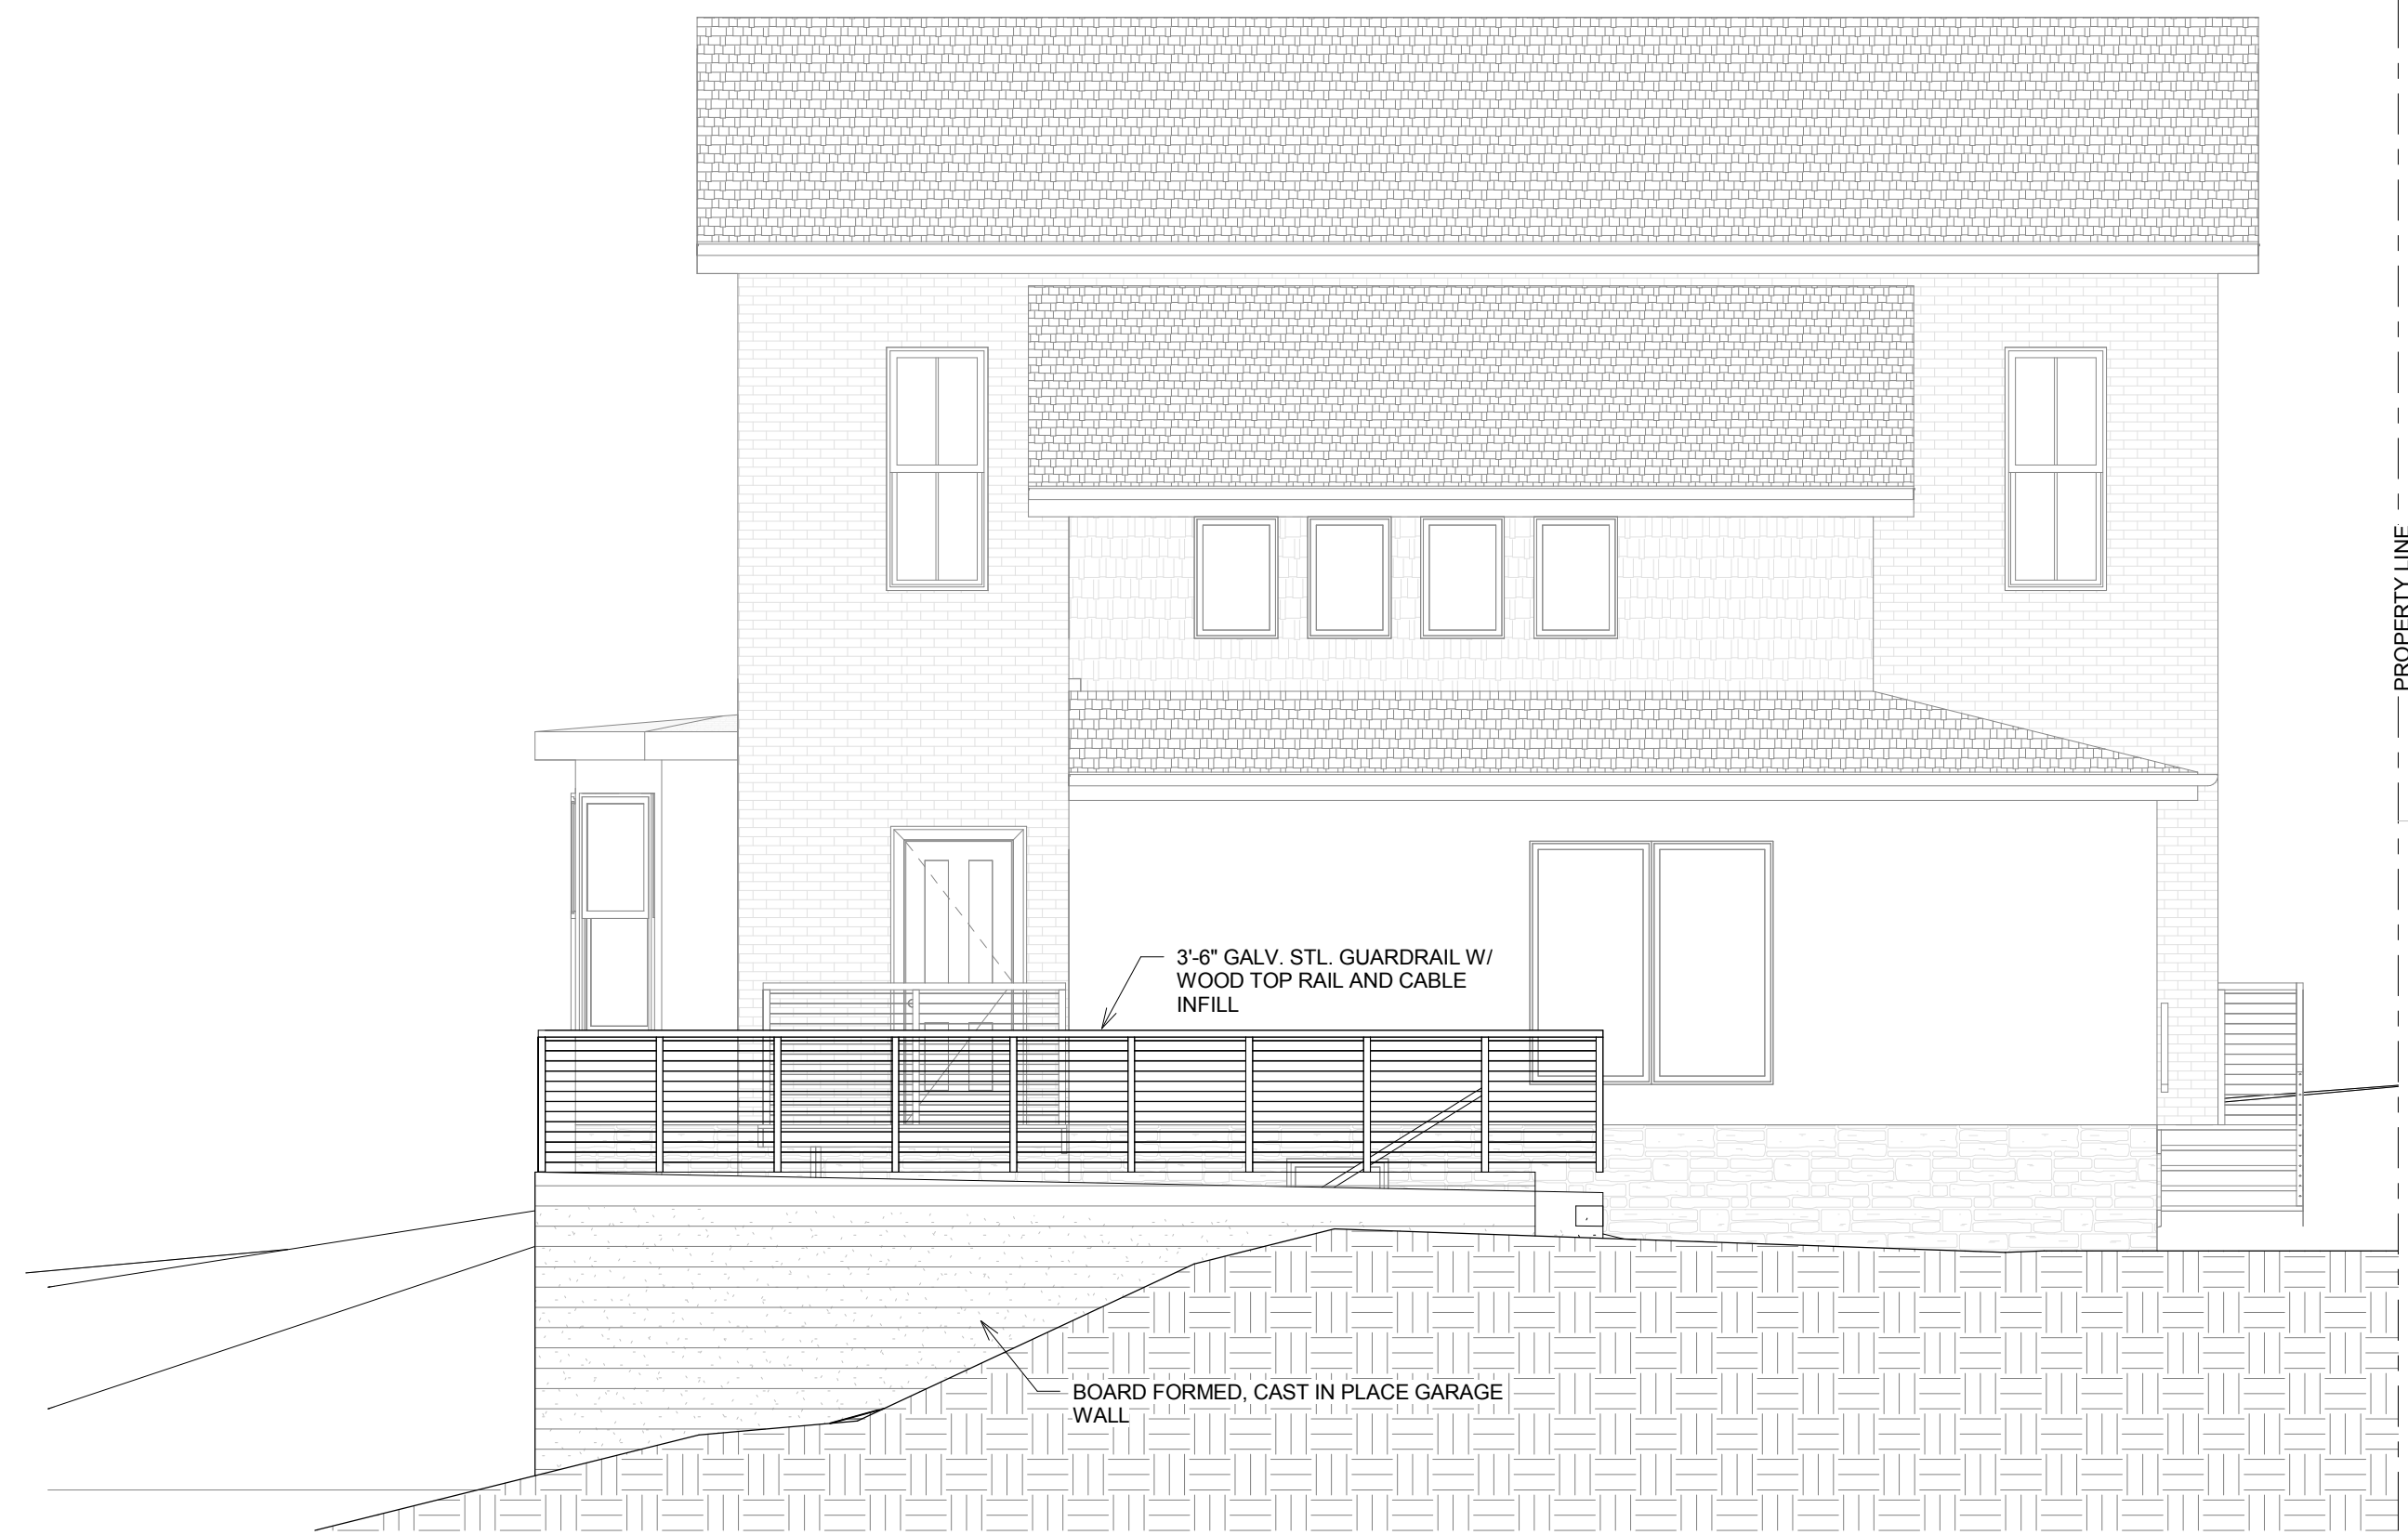 PROPERTY LINE
3'-6" GALV. STL. GUARDRAIL W/
WOOD TOP RAIL AND CABLE
INFILL
BOARD FORMED, CAST IN PLACE GARAGE
WALL